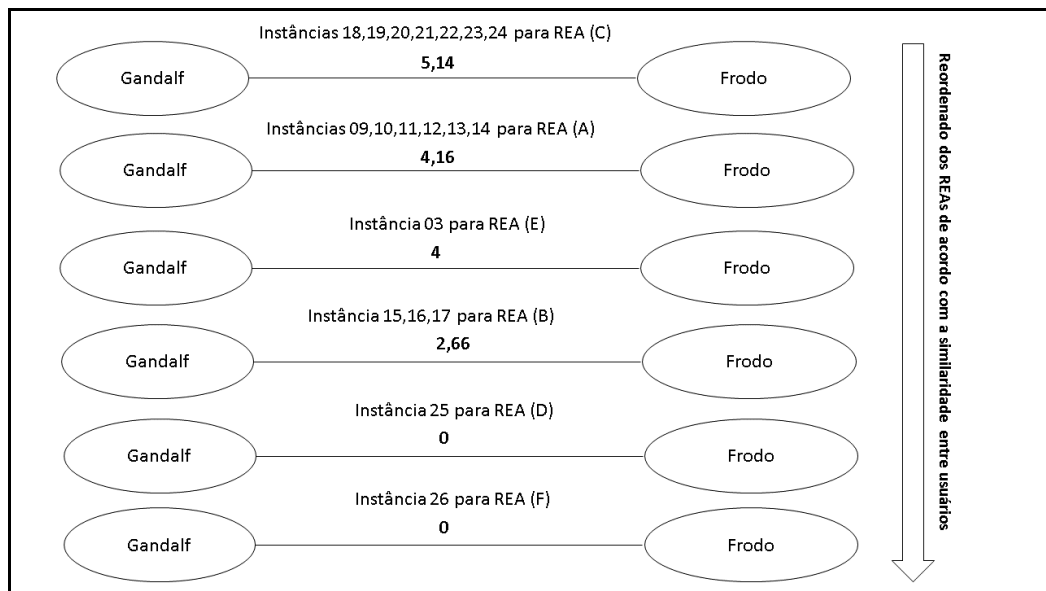 Instâncias 18,19,20,21,22,23,24 para REA (C)
Gandalf
5,14
Frodo
Instâncias 09,10,11,12,13,14 para REA (A)
Gandalf
4,16
Frodo
Instância 03 para REA (E)
Gandalf
4
Frodo
Instância 15,16,17 para REA (B)
Gandalf
2,66
Frodo
Instância 25 para REA (D)
Gandalf
0
Frodo
Instância 26 para REA (F)
Gandalf
0
Frodo
Reordenado dos REAs de acordo com a similaridade entre usuários